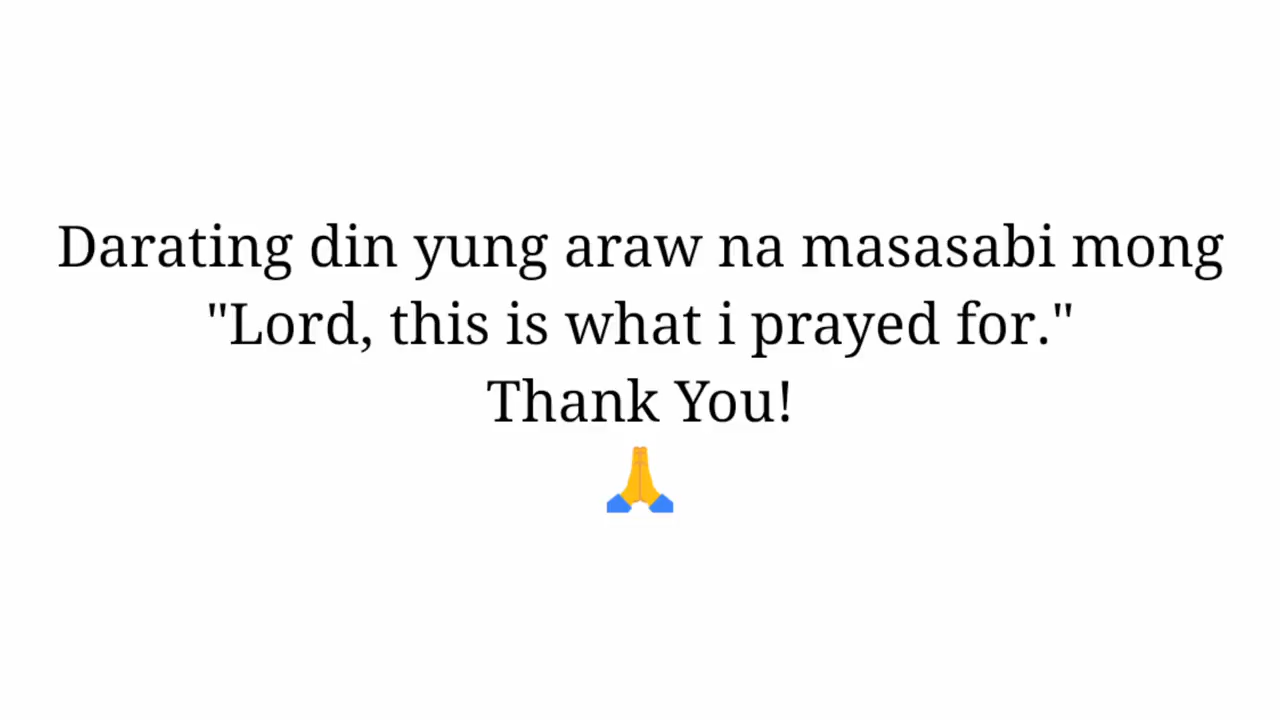 Darating din yung araw na masasabi mong
"Lord, this is what i prayed for."
Thank You!
🙏